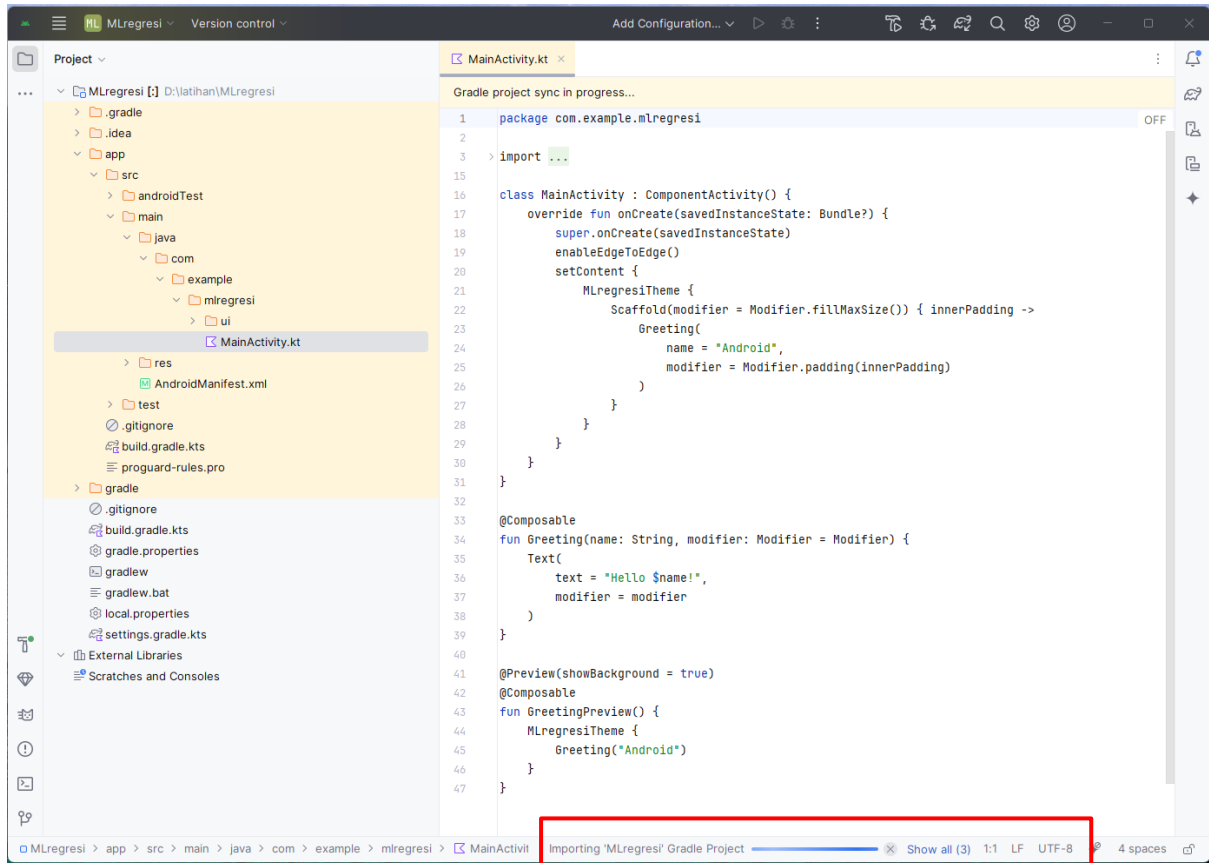 ML MLregresi Version control Add Configuration...
Project
MLregresi [:] D:\latihan\MLregresi
.gradle
.idea
app
src
androidTest
main
java
com
example
mlregresi
ui
MainActivity.kt
res
AndroidManifest.xml
test
.gitignore
build.gradle.kts
proguard-rules.pro
gradle
.gitignore
build.gradle.kts
gradle.properties
gradlew
gradlew.bat
local.properties
settings.gradle.kts
External Libraries
Scratches and Consoles
MainActivity.kt
Gradle project sync in progress...
OFF
1 package com.example.mlregresi
2
3 import ...
15
16 class MainActivity : ComponentActivity() {
17 override fun onCreate(savedInstanceState: Bundle?) {
18 super.onCreate(savedInstanceState)
19 enableEdgeToEdge()
20 setContent {
21 MLregresiTheme {
22 Scaffold(modifier = Modifier.fillMaxSize()) { innerPadding ->
23 Greeting(
24 name = "Android",
25 modifier = Modifier.padding(innerPadding)
26 )
27 }
28 }
29 }
30 }
31 }
32
33 @Composable
34 fun Greeting(name: String, modifier: Modifier = Modifier) {
35 Text(
36 text = "Hello $name!",
37 modifier = modifier
38 )
39 }
40
41 @Preview(showBackground = true)
42 @Composable
43 fun GreetingPreview() {
44 MLregresiTheme {
45 Greeting("Android")
46 }
47 }
MLregresi > app > src > main > java > com > example > mlregresi > MainActivit Importing 'MLregresi' Gradle Project Show all (3) 1:1 LF UTF-8 4 spaces